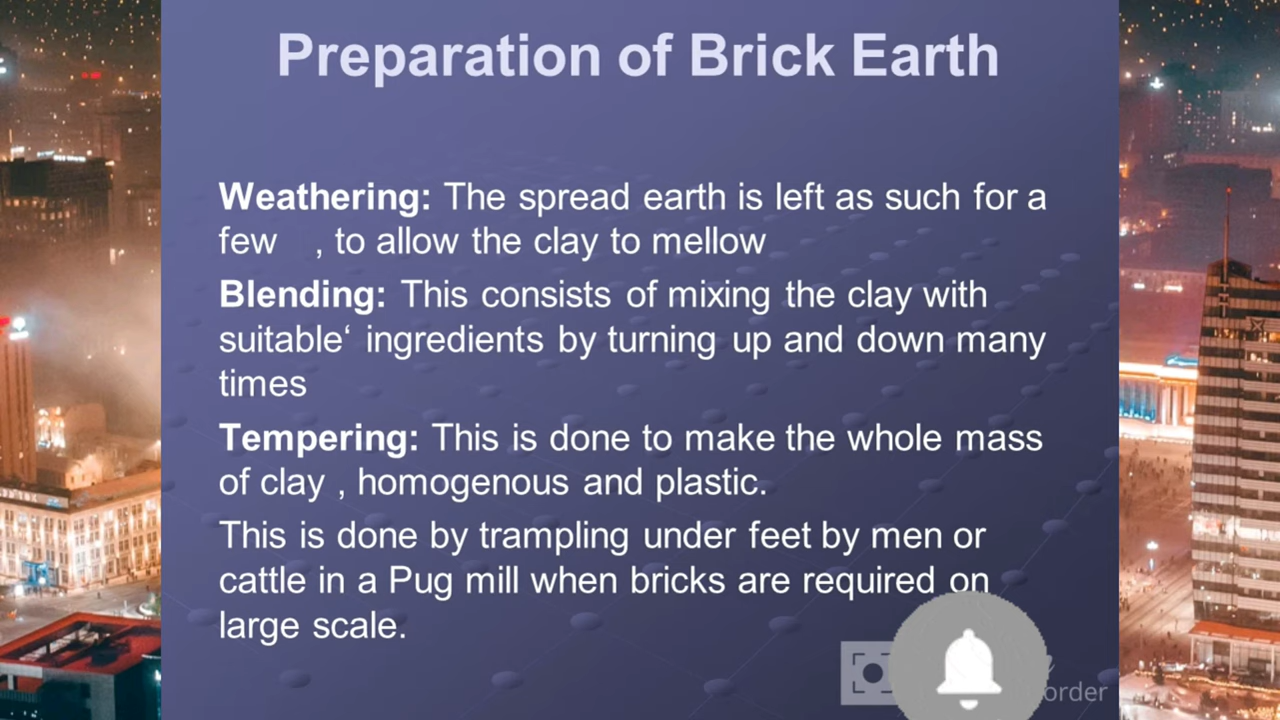 Preparation of Brick Earth
Weathering: The spread earth is left as such for a
few , to allow the clay to mellow
Blending: This consists of mixing the clay with
suitable‘ ingredients by turning up and down many
times
Tempering: This is done to make the whole mass
of clay , homogenous and plastic.
This is done by trampling under feet by men or
cattle in a Pug mill when bricks are required on
large scale.